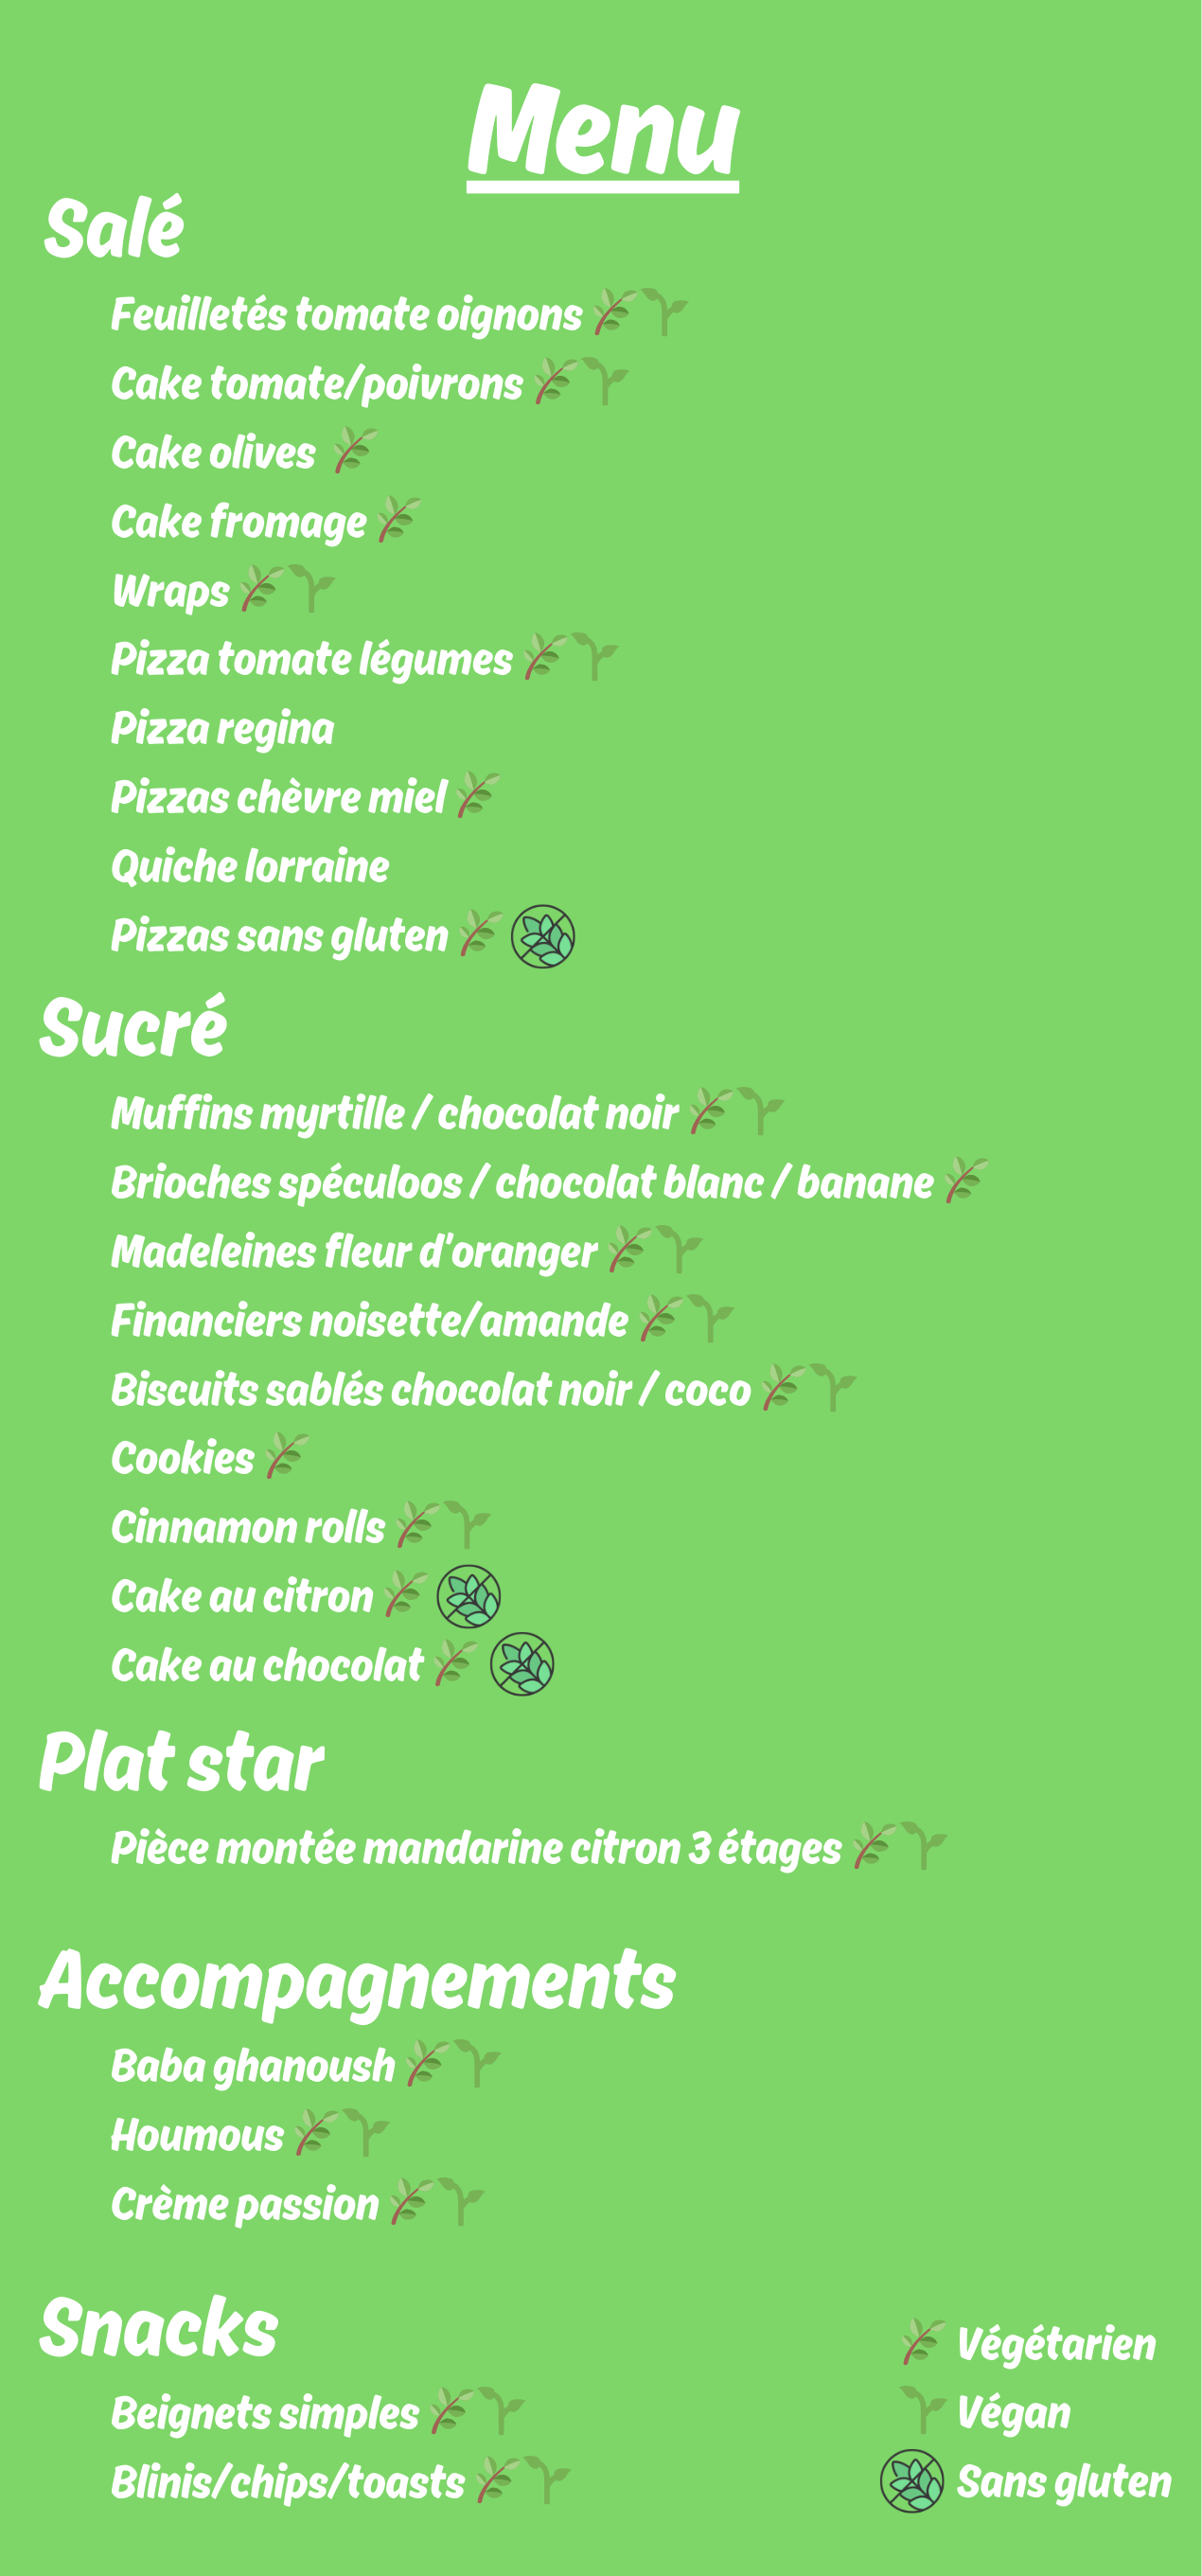 Menu
Salé
Feuilletés tomate oignons
Cake tomate/poivrons
Cake olives
Cake fromage
Wraps
Pizza tomate légumes
Pizza regina
Pizzas chèvre miel
Quiche lorraine
Pizzas sans gluten
Sucré
Muffins myrtille / chocolat noir
Brioches spéculoos / chocolat blanc / banane
Madeleines fleur d'oranger
Financiers noisette/amande
Biscuits sablés chocolat noir / coco
Cookies
Cinnamon rolls
Cake au citron
Cake au chocolat
Plat star
Pièce montée mandarine citron 3 étages
Accompagnements
Baba ghanoush
Houmous
Crème passion
Snacks
Beignets simples
Blinis/chips/toasts
Végétarien
Végan
Sans gluten